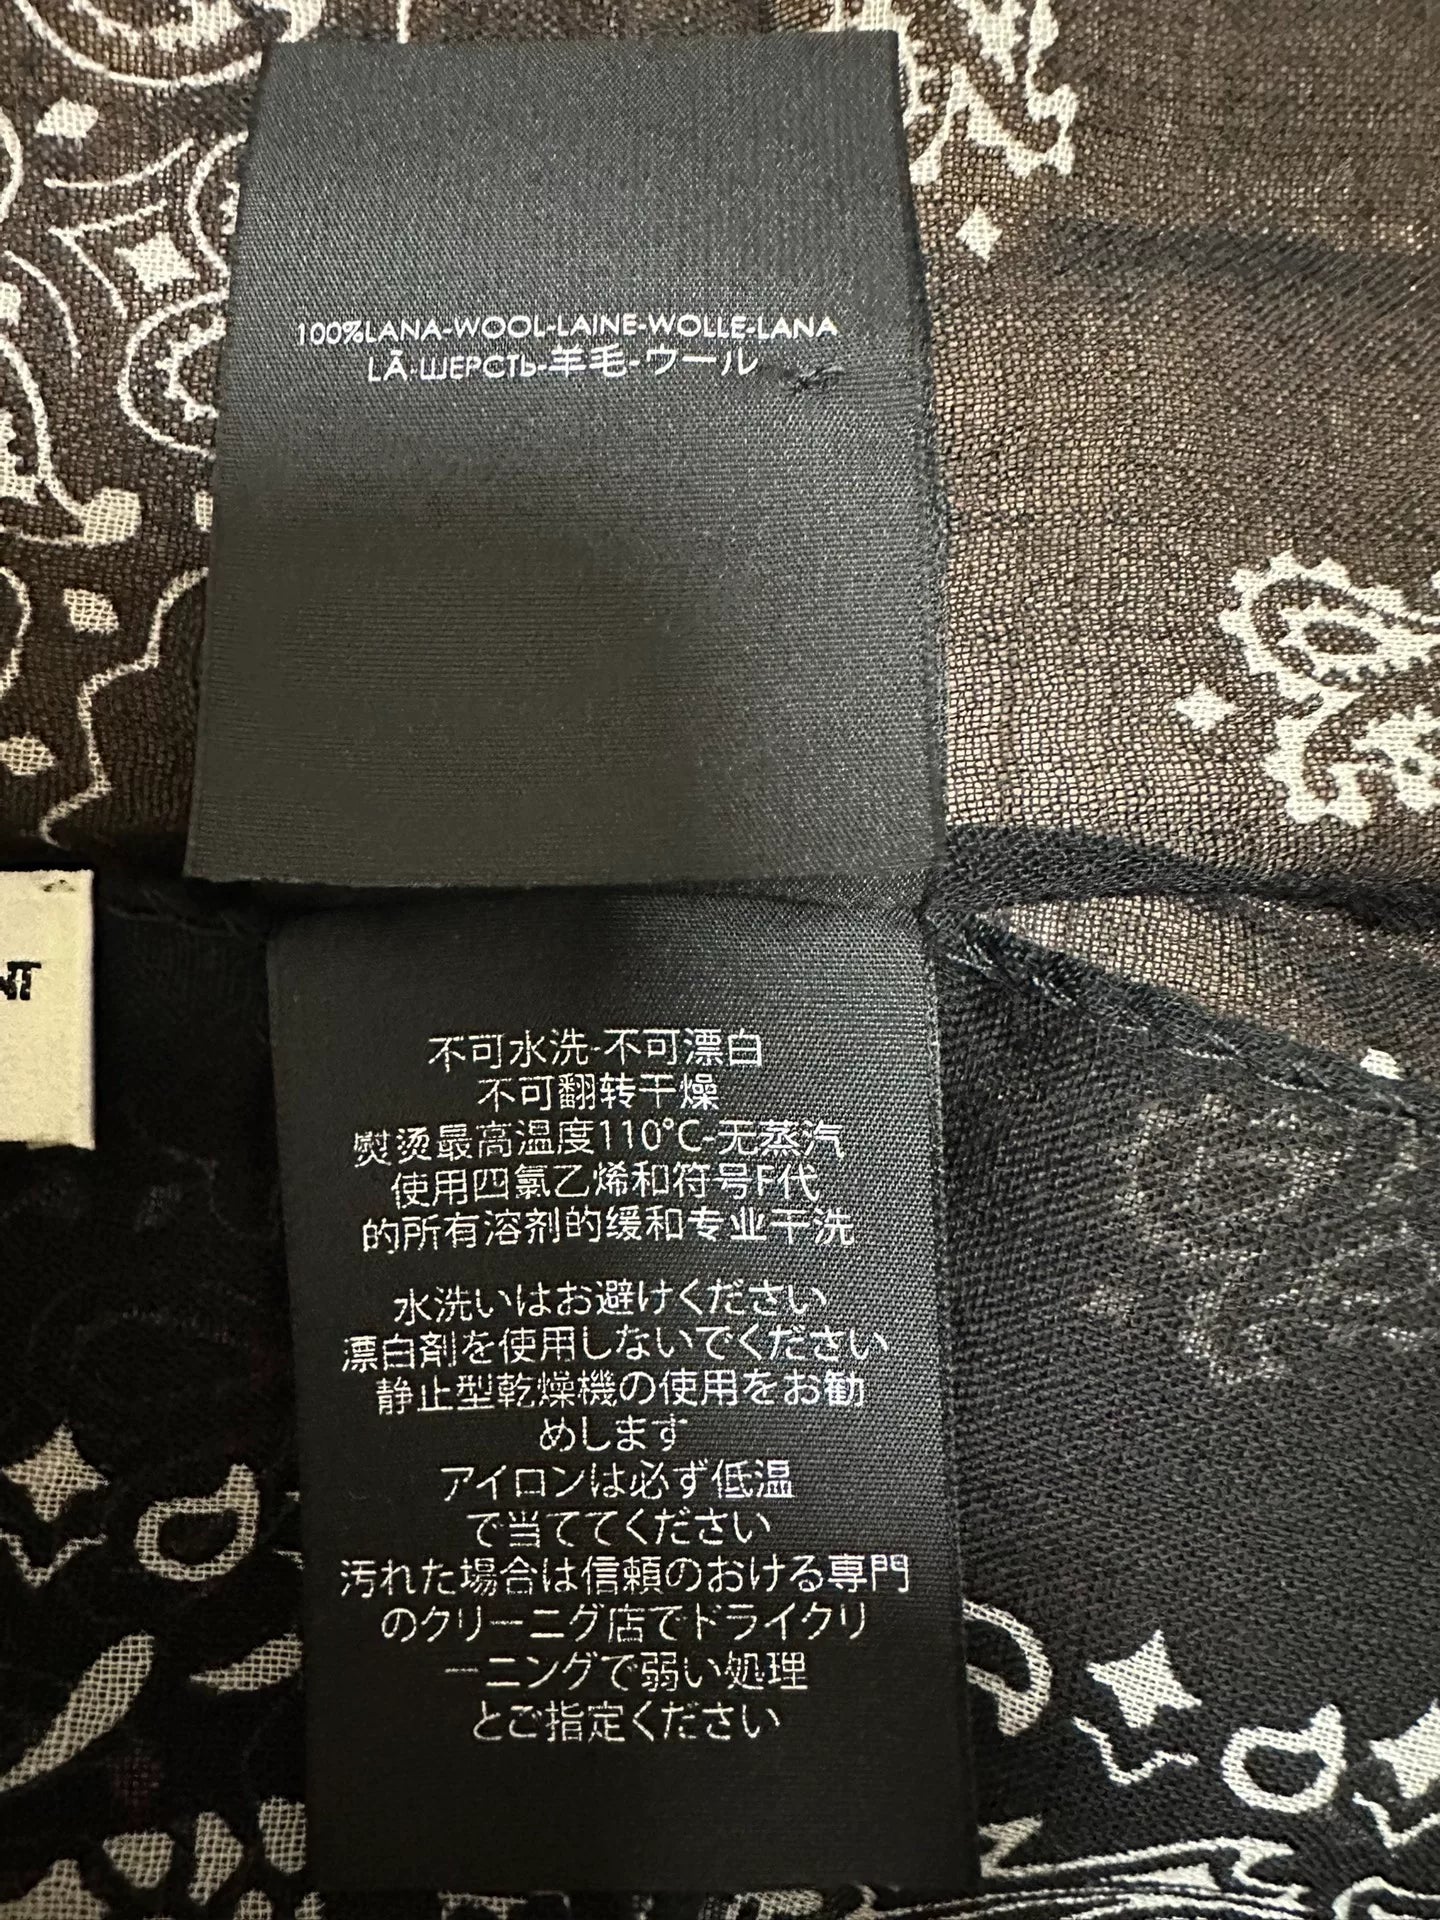 100%LANA-WOOL-LAINE-WOLLE-LANA
LÃ-ШЕРСТЬ-羊毛-ウール
NT
不可水洗-不可漂白
不可翻转干燥
熨烫最高温度110°C-无蒸汽
使用四氯乙烯和符号F代
的所有溶剂的缓和专业干洗
水洗いはお避けください
漂白剤を使用しないでください
静止型乾燥機の使用をお勧
めします
アイロンは必ず低温
で当ててください
汚れた場合は信頼のおける専門
のクリーニング店でドライクリ
ーニングで弱い処理
とご指定ください